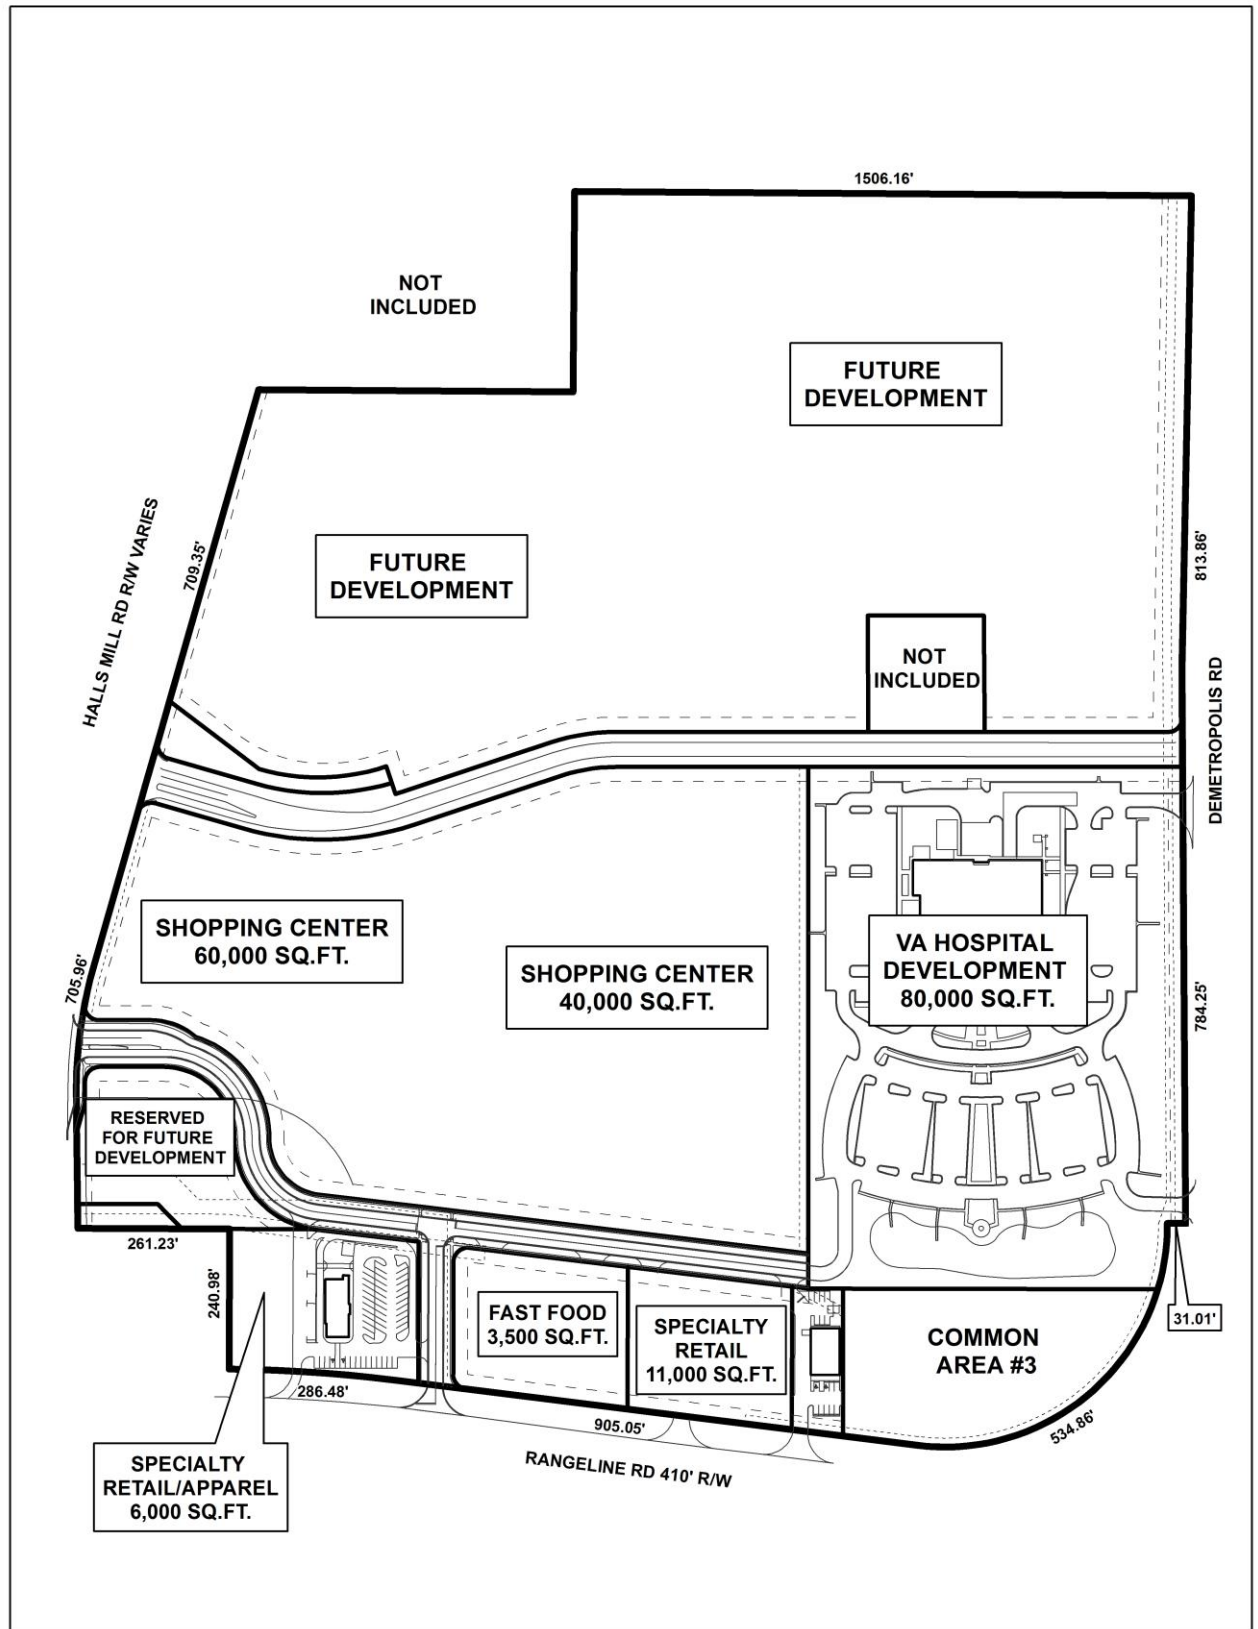 1506.16'
NOT
INCLUDED
FUTURE
DEVELOPMENT
HALLS MILL RD R/W VARIES
709.35'
FUTURE
DEVELOPMENT
813.86'
NOT
INCLUDED
DEMETROPOLIS RD
SHOPPING CENTER
60,000 SQ.FT.
SHOPPING CENTER
40,000 SQ.FT.
VA HOSPITAL
DEVELOPMENT
80,000 SQ.FT.
705.96'
784.25'
RESERVED
FOR FUTURE
DEVELOPMENT
261.23'
240.98'
FAST FOOD
3,500 SQ.FT.
SPECIALTY
RETAIL
11,000 SQ.FT.
COMMON
AREA #3
31.01'
286.48'
905.05'
534.86'
RANGELINE RD 410' R/W
SPECIALTY
RETAIL/APPAREL
6,000 SQ.FT.